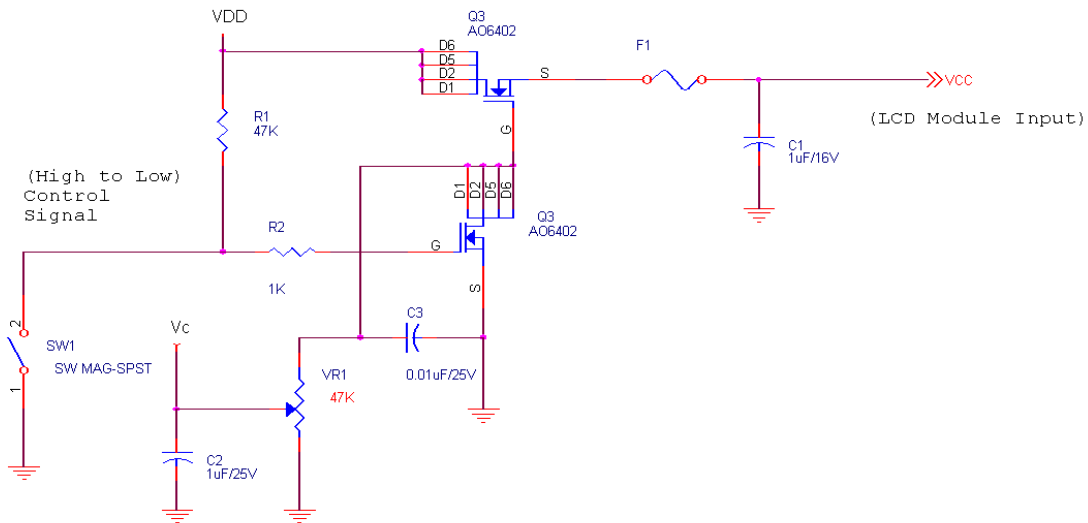 VDD
Q3
AO6402
D6
D5
D2
D1
S
G
F1
VCC
(LCD Module Input)
R1
47K
C1
1uF/16V
(High to Low)
Control
Signal
D1
D2
D5
D6
Q3
AO6402
R2
1K
G
S
2
1
SW1
SW MAG-SPST
Vc
C3
0.01uF/25V
VR1
47K
C2
1uF/25V